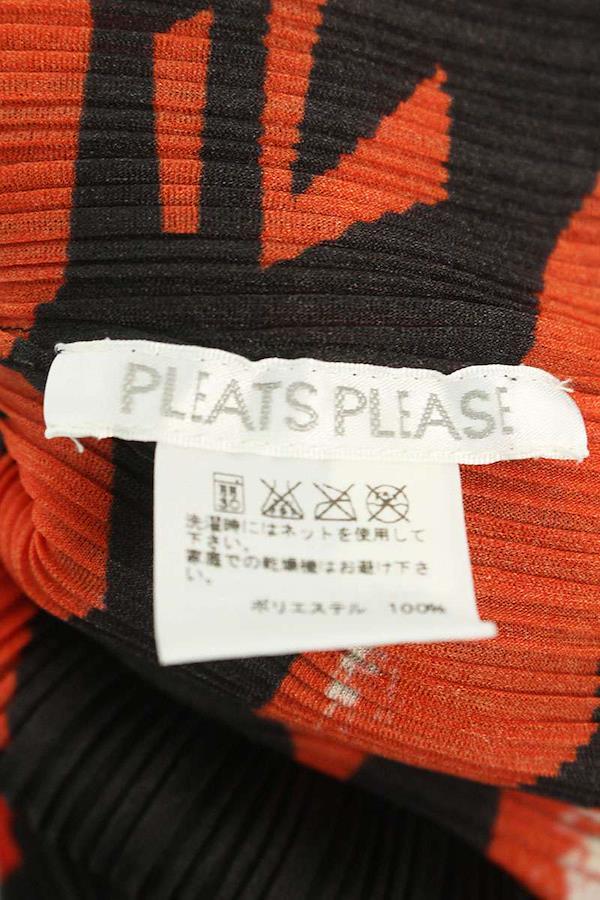 PLEATS PLEASE
洗濯時にはネットを使用して
下さい。
家庭での乾燥機はお避け下さ
い。
ポリエステル 100%